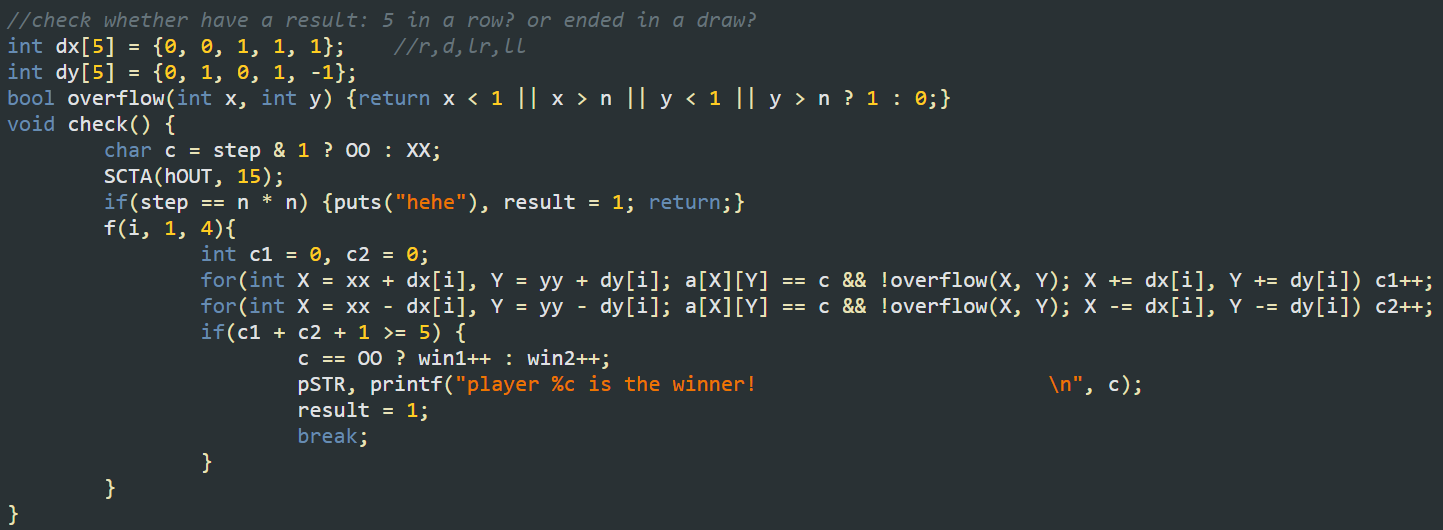 //check whether have a result: 5 in a row? or ended in a draw?
int dx[5] = {0, 0, 1, 1, 1};    //r,d,lr,ll
int dy[5] = {0, 1, 0, 1, -1};
bool overflow(int x, int y) {return x < 1 || x > n || y < 1 || y > n ? 1 : 0;}
void check() {
        char c = step & 1 ? OO : XX;
        SCTA(hOUT, 15);
        if(step == n * n) {puts("hehe"), result = 1; return;}
        f(i, 1, 4){
                int c1 = 0, c2 = 0;
                for(int X = xx + dx[i], Y = yy + dy[i]; a[X][Y] == c && !overflow(X, Y); X += dx[i], Y += dy[i]) c1++;
                for(int X = xx - dx[i], Y = yy - dy[i]; a[X][Y] == c && !overflow(X, Y); X -= dx[i], Y -= dy[i]) c2++;
                if(c1 + c2 + 1 >= 5) {
                        c == OO ? win1++ : win2++;
                        pSTR, printf("player %c is the winner!                        \n", c);
                        result = 1;
                        break;
                }
        }
}